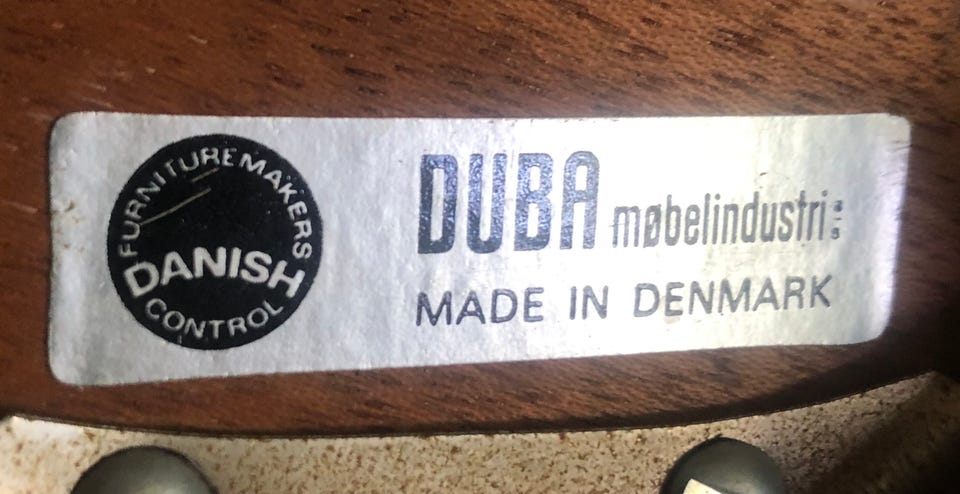 FURNITUREMAKERS
DANISH
CONTROL
DUBA møbelindustri:
MADE IN DENMARK